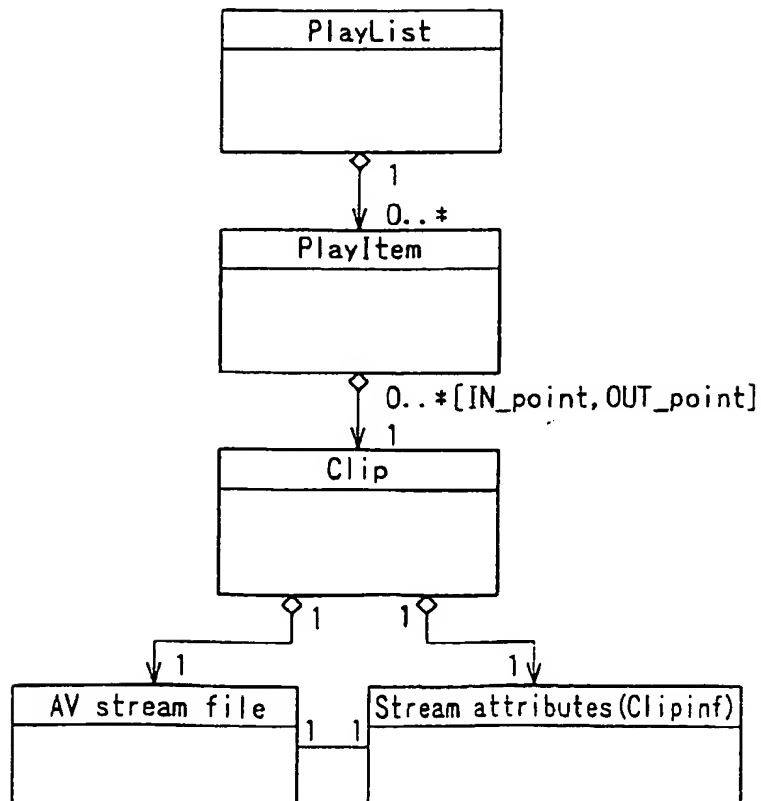 PlayList
1
0..*
PlayItem
0..*[IN_point,OUT_point]
1
Clip
1 1
1 1
AV stream file Stream attributes(Clipinf)
1 1